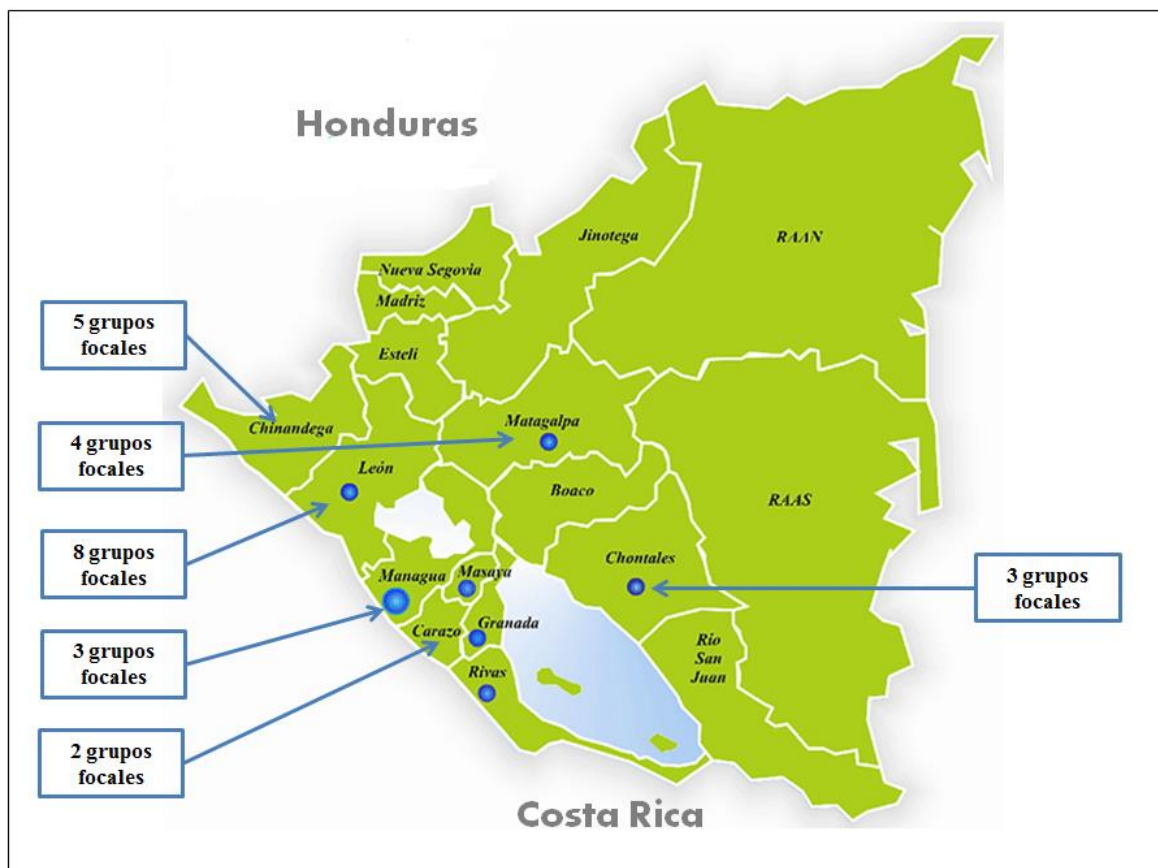 Honduras
Jinotega
RAAN
Nueva Segovia
Madriz
5 grupos
focales
Estelí
Chinandega
Matagalpa
4 grupos
focales
León
Boaco
RAAS
8 grupos
focales
Chontales
3 grupos
focales
Managua
Masaya
Granada
Carazo
3 grupos
focales
Río
San
Juan
Rivas
2 grupos
focales
Costa Rica